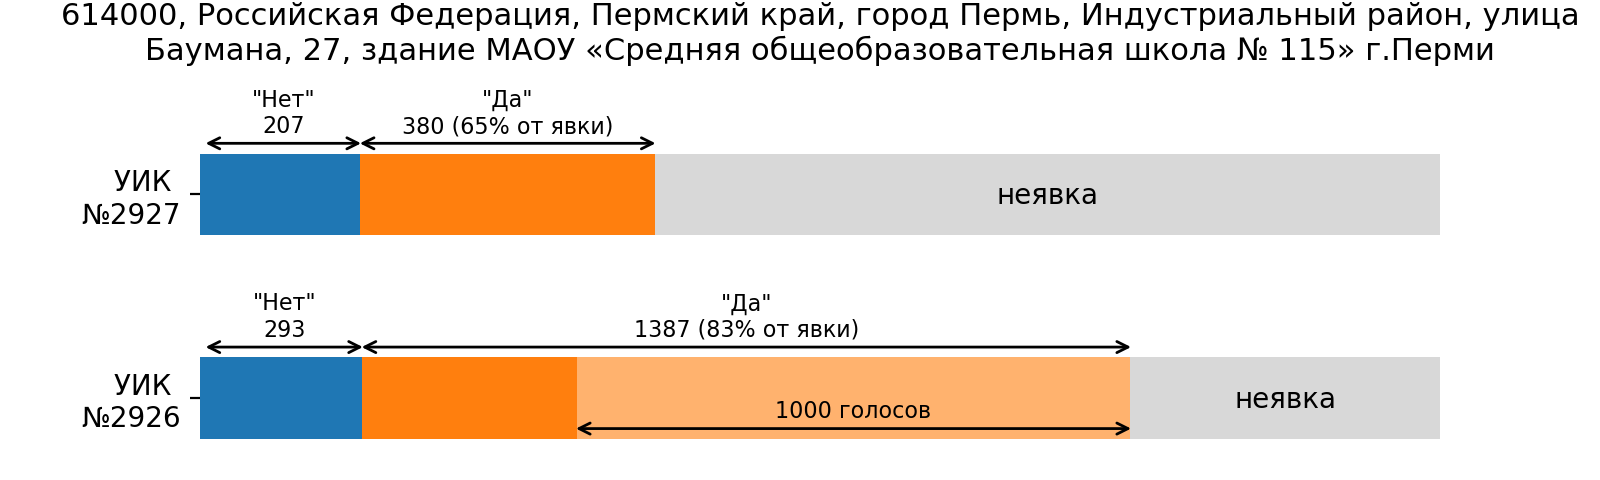 614000, Российская Федерация, Пермский край, город Пермь, Индустриальный район, улица
Баумана, 27, здание МАОУ «Средняя общеобразовательная школа № 115» г.Перми
"Нет"
207
"Да"
380 (65% от явки)
УИК
№2927
неявка
"Нет"
293
"Да"
1387 (83% от явки)
УИК
№2926
1000 голосов
неявка